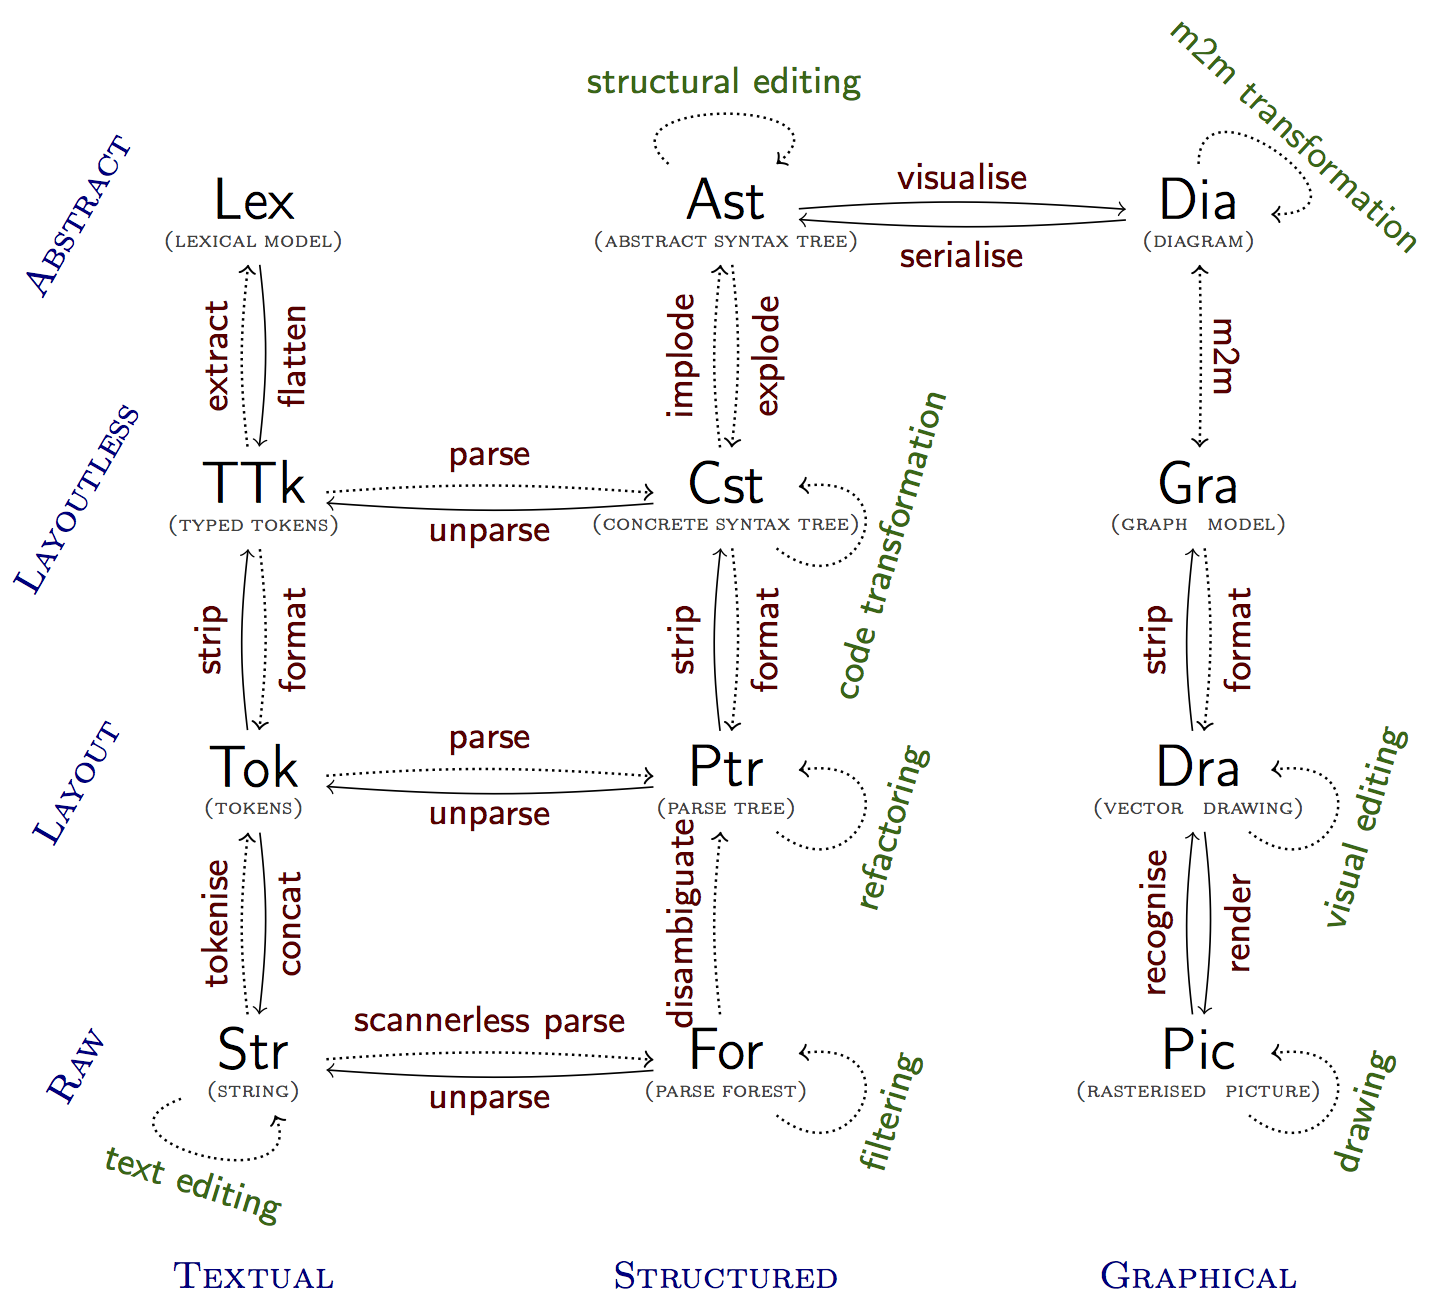 structural editing
m2m transformation
ABSTRACT
Lex
(LEXICAL MODEL)
Ast
(ABSTRACT SYNTAX TREE)
visualise
serialise
Dia
(DIAGRAM)
extract
flatten
implode
explode
m2m
LAYOUTLESS
TTk
(TYPED TOKENS)
parse
unparse
Cst
(CONCRETE SYNTAX TREE)
code transformation
Gra
(GRAPH MODEL)
strip
format
strip
format
strip
format
LAYOUT
Tok
(TOKENS)
parse
unparse
Ptr
(PARSE TREE)
refactoring
Dra
(VECTOR DRAWING)
visual editing
tokenise
concat
disambiguate
recognise
render
RAW
Str
(STRING)
scannerless parse
unparse
For
(PARSE FOREST)
filtering
Pic
(RASTERISED PICTURE)
drawing
text editing
TEXTUAL
STRUCTURED
GRAPHICAL